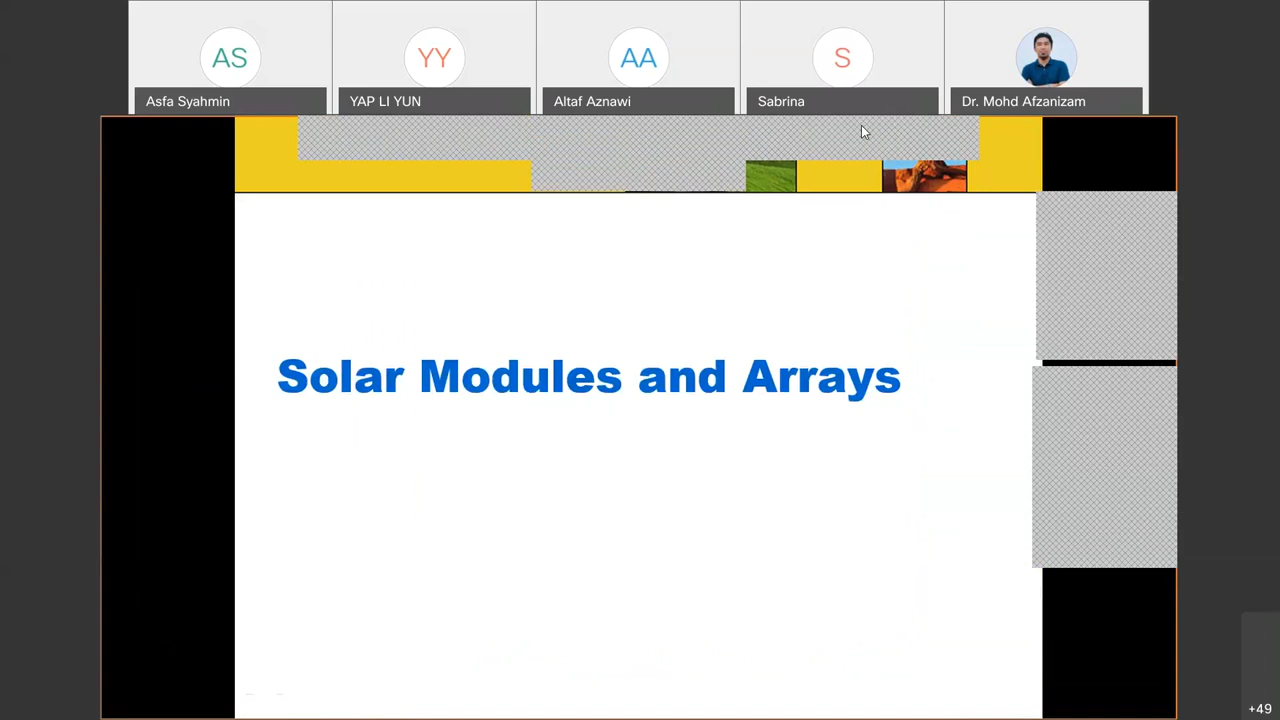 AS
YY
AA
S
Asfa Syahmin
YAP LI YUN
Altaf Aznawi
Sabrina
Dr. Mohd Afzanizam
Solar Modules and Arrays
+49